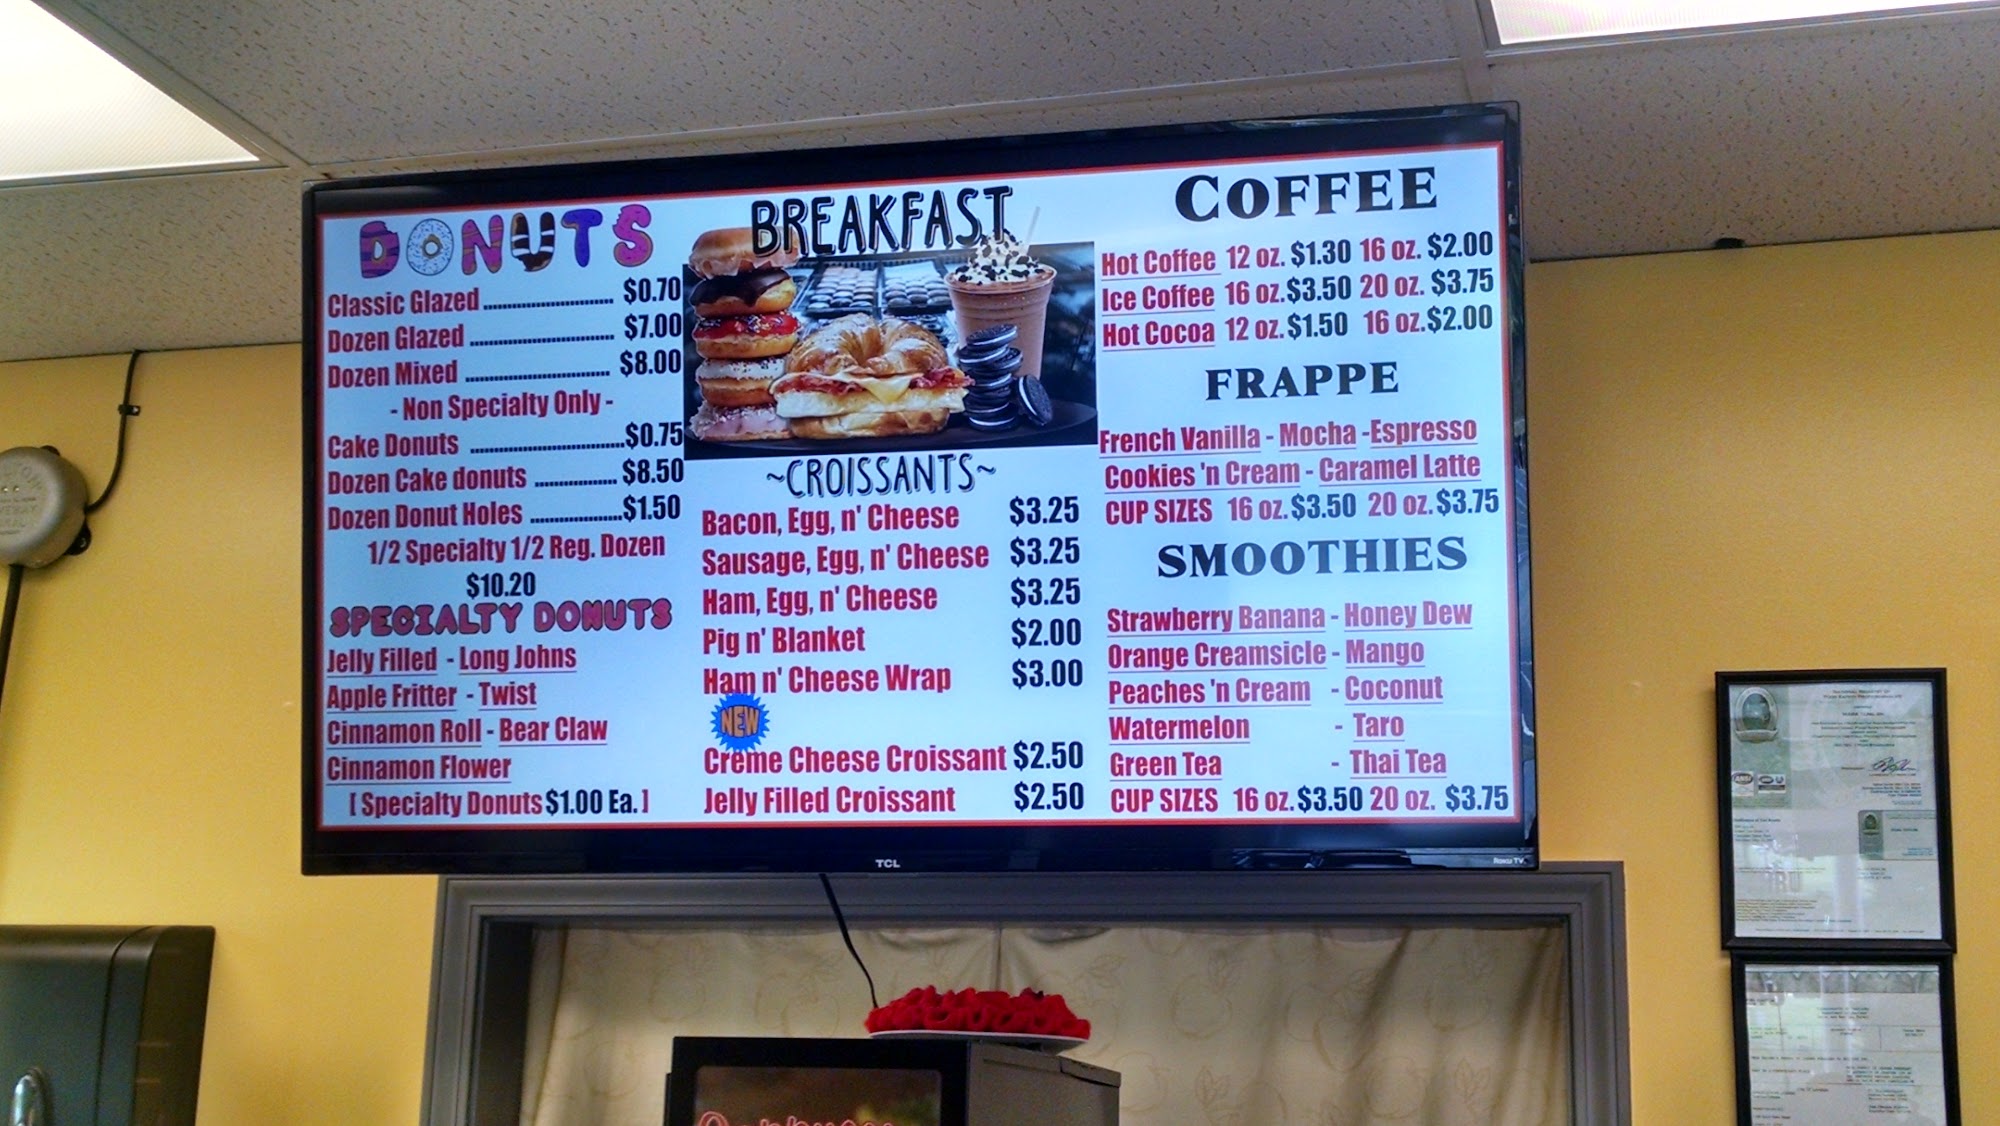 DONUTS
Classic Glazed ........................... $0.70
Dozen Glazed .............................. $7.00
Dozen Mixed .............................. $8.00
- Non Specialty Only -
Cake Donuts ................................$0.75
Dozen Cake donuts ................. $8.50
Dozen Donut Holes ...................$1.50
1/2 Specialty 1/2 Reg. Dozen
$10.20
SPECIALTY DONUTS
Jelly Filled - Long Johns
Apple Fritter - Twist
Cinnamon Roll - Bear Claw
Cinnamon Flower
[ Specialty Donuts $1.00 Ea. ]
BREAKFAST
~CROISSANTS~
Bacon, Egg, n' Cheese $3.25
Sausage, Egg, n' Cheese $3.25
Ham, Egg, n' Cheese $3.25
Pig n' Blanket $2.00
Ham n' Cheese Wrap $3.00
NEW
Creme Cheese Croissant $2.50
Jelly Filled Croissant $2.50
COFFEE
Hot Coffee 12 oz. $1.30 16 oz. $2.00
Ice Coffee 16 oz. $3.50 20 oz. $3.75
Hot Cocoa 12 oz. $1.50 16 oz. $2.00
FRAPPE
French Vanilla - Mocha -Espresso
Cookies 'n Cream - Caramel Latte
CUP SIZES 16 oz. $3.50 20 oz. $3.75
SMOOTHIES
Strawberry Banana - Honey Dew
Orange Creamsicle - Mango
Peaches 'n Cream - Coconut
Watermelon - Taro
Green Tea - Thai Tea
CUP SIZES 16 oz. $3.50 20 oz. $3.75
TCL
Roku TV